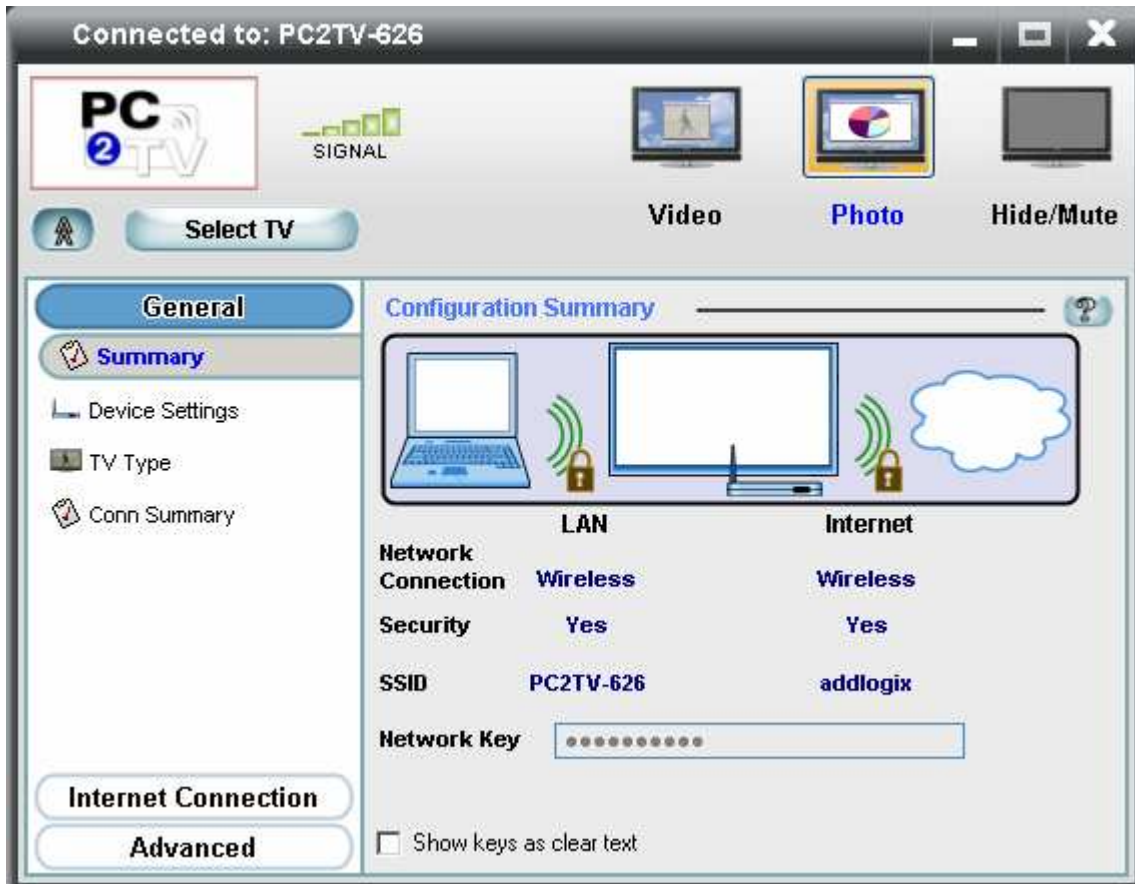 Connected to: PC2TV-626
PC
2TV
SIGNAL
Select TV
Video
Photo
Hide/Mute
General
Summary
Device Settings
TV Type
Conn Summary
Internet Connection
Advanced
Configuration Summary
?
LAN Internet
Network
Connection Wireless Wireless
Security Yes Yes
SSID PC2TV-626 addlogix
Network Key ●●●●●●●●●●
Show keys as clear text